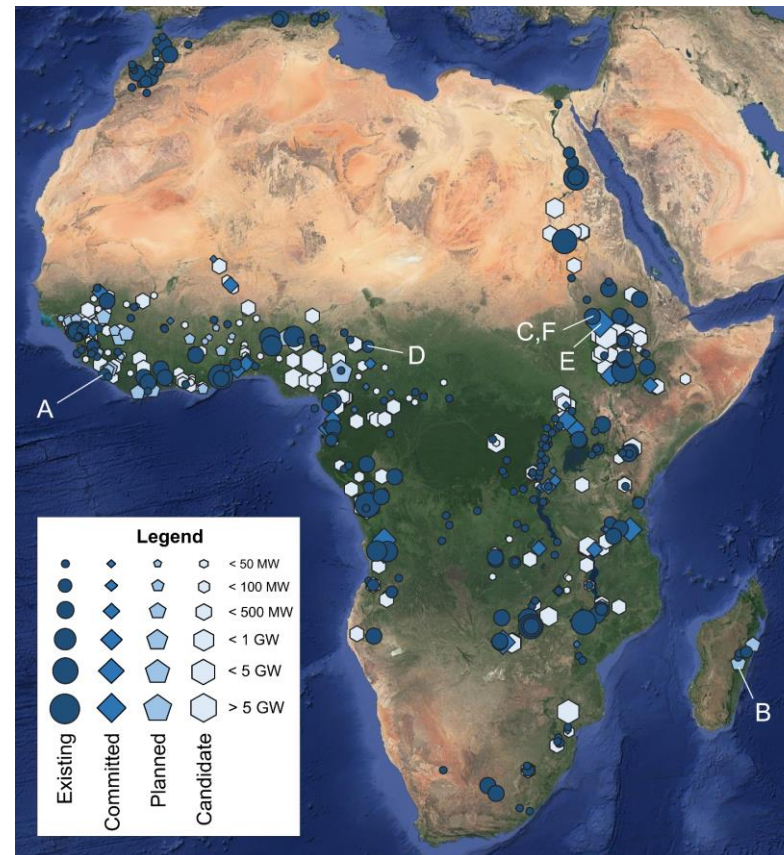 C,F
E
D
A
B
Legend
< 50 MW
< 100 MW
< 500 MW
< 1 GW
< 5 GW
> 5 GW
Existing
Committed
Planned
Candidate